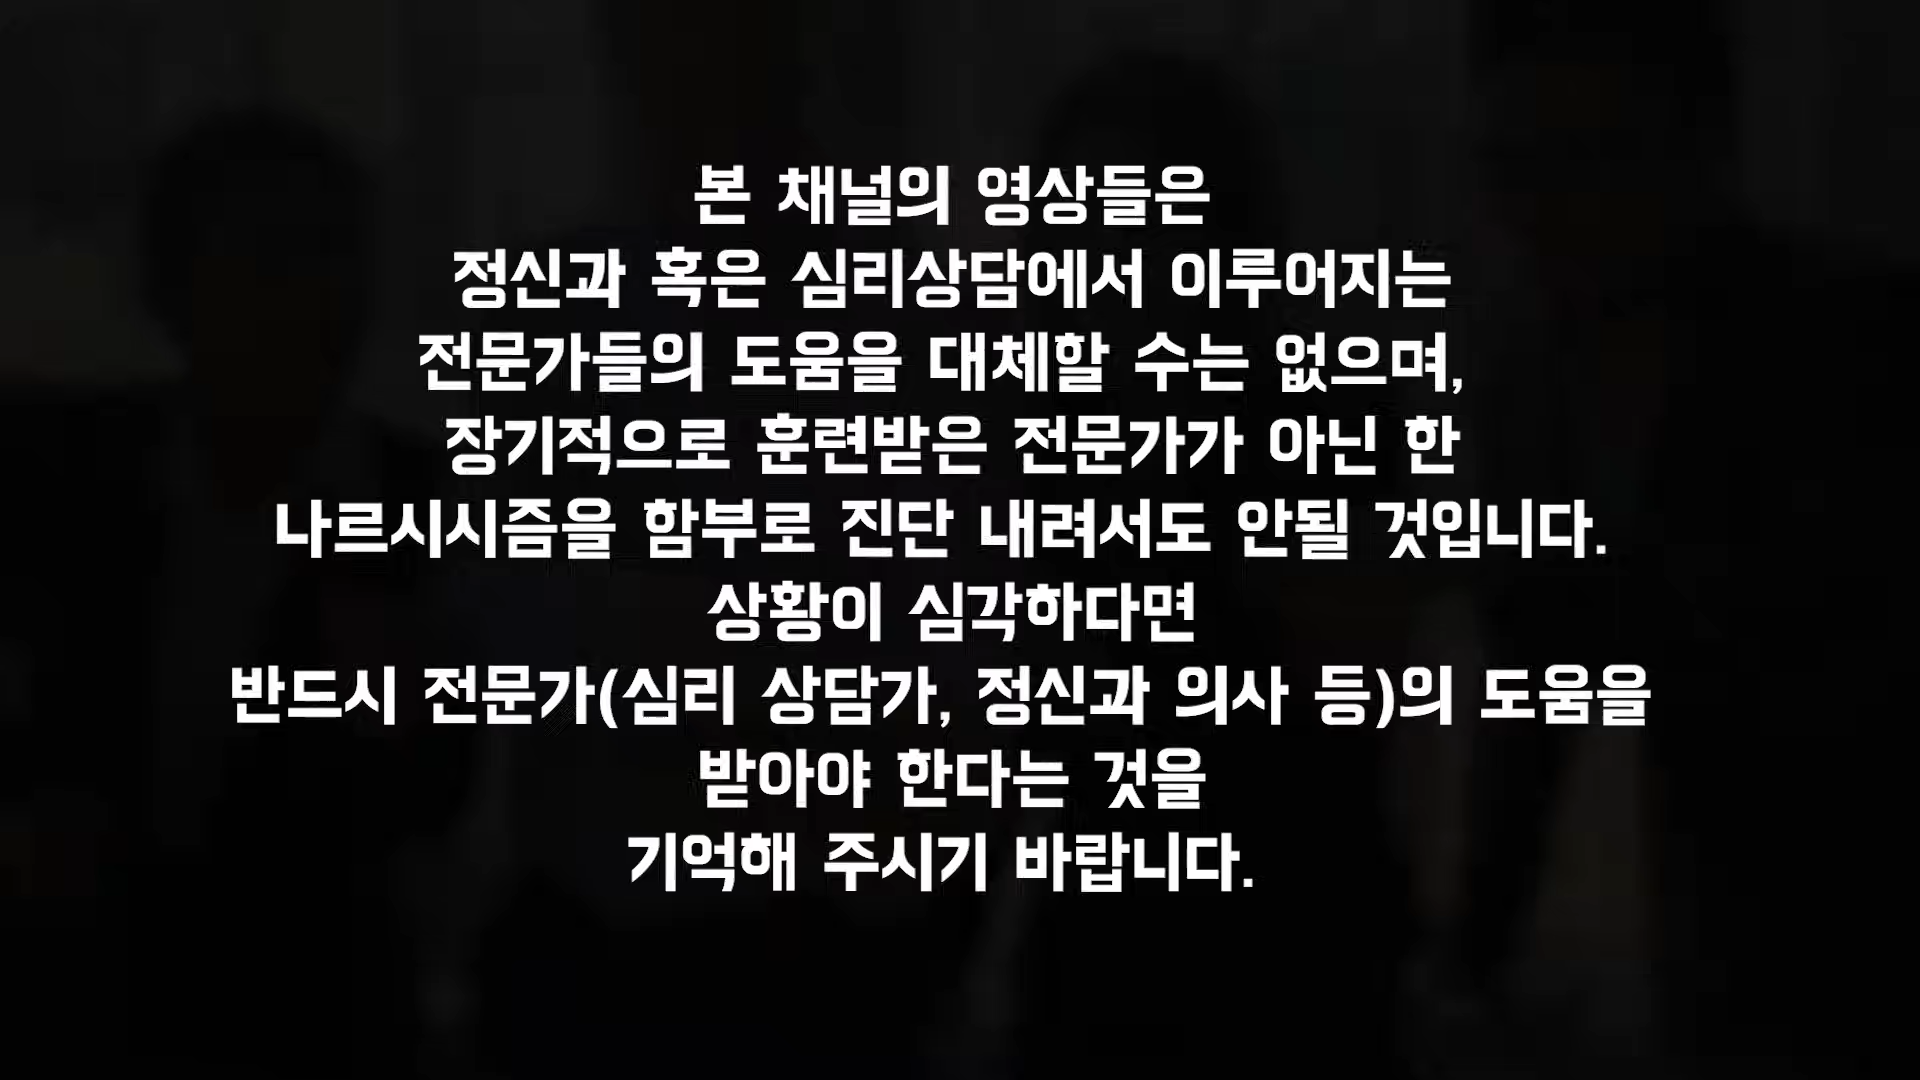 본 채널의 영상들은
정신과 혹은 심리상담에서 이루어지는
전문가들의 도움을 대체할 수는 없으며,
장기적으로 훈련받은 전문가가 아닌 한
나르시시즘을 함부로 진단 내려서도 안될 것입니다.
상황이 심각하다면
반드시 전문가(심리 상담가, 정신과 의사 등)의 도움을
받아야 한다는 것을
기억해 주시기 바랍니다.